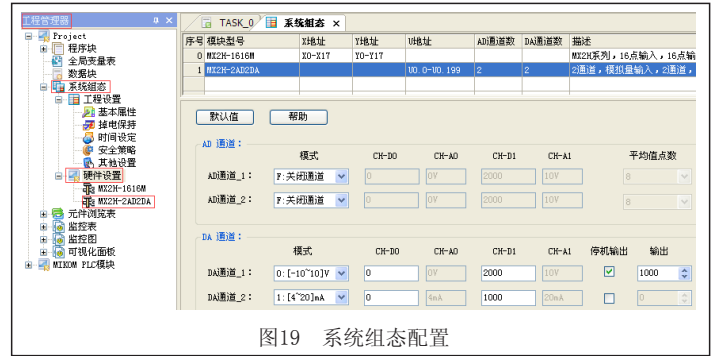 工程管理器
Project
程序块
全局变量表
数据块
系统组态
工程设置
基本属性
掉电保持
时间设定
安全策略
其他设置
硬件设置
MX2H-1616M
MX2H-2AD2DA
元件浏览表
监控表
监控图
可视化面板
MIKOM PLC模块
TASK_0 系统组态 ×
序号 模块型号 X地址 Y地址 U地址 AD通道数 DA通道数 描述
0 MX2H-1616M X0-X17 Y0-Y17 MX2H系列，16点输入，16点输
1 MX2H-2AD2DA U0.0-U0.199 2 2 2通道，模拟量输入，2通道，
默认值 帮助
AD 通道：
模式 CH-D0 CH-A0 CH-D1 CH-A1 平均值点数
AD通道_1： F:关闭通道 0 0V 2000 10V 8
AD通道_2： F:关闭通道 0 0V 2000 10V 8
DA 通道：
模式 CH-D0 CH-A0 CH-D1 CH-A1 停机输出 输出
DA通道_1： 0:[-10~10]V 0 0V 2000 10V 1000
DA通道_2： 1:[4~20]mA 0 4mA 1000 20mA 0
图19 系统组态配置